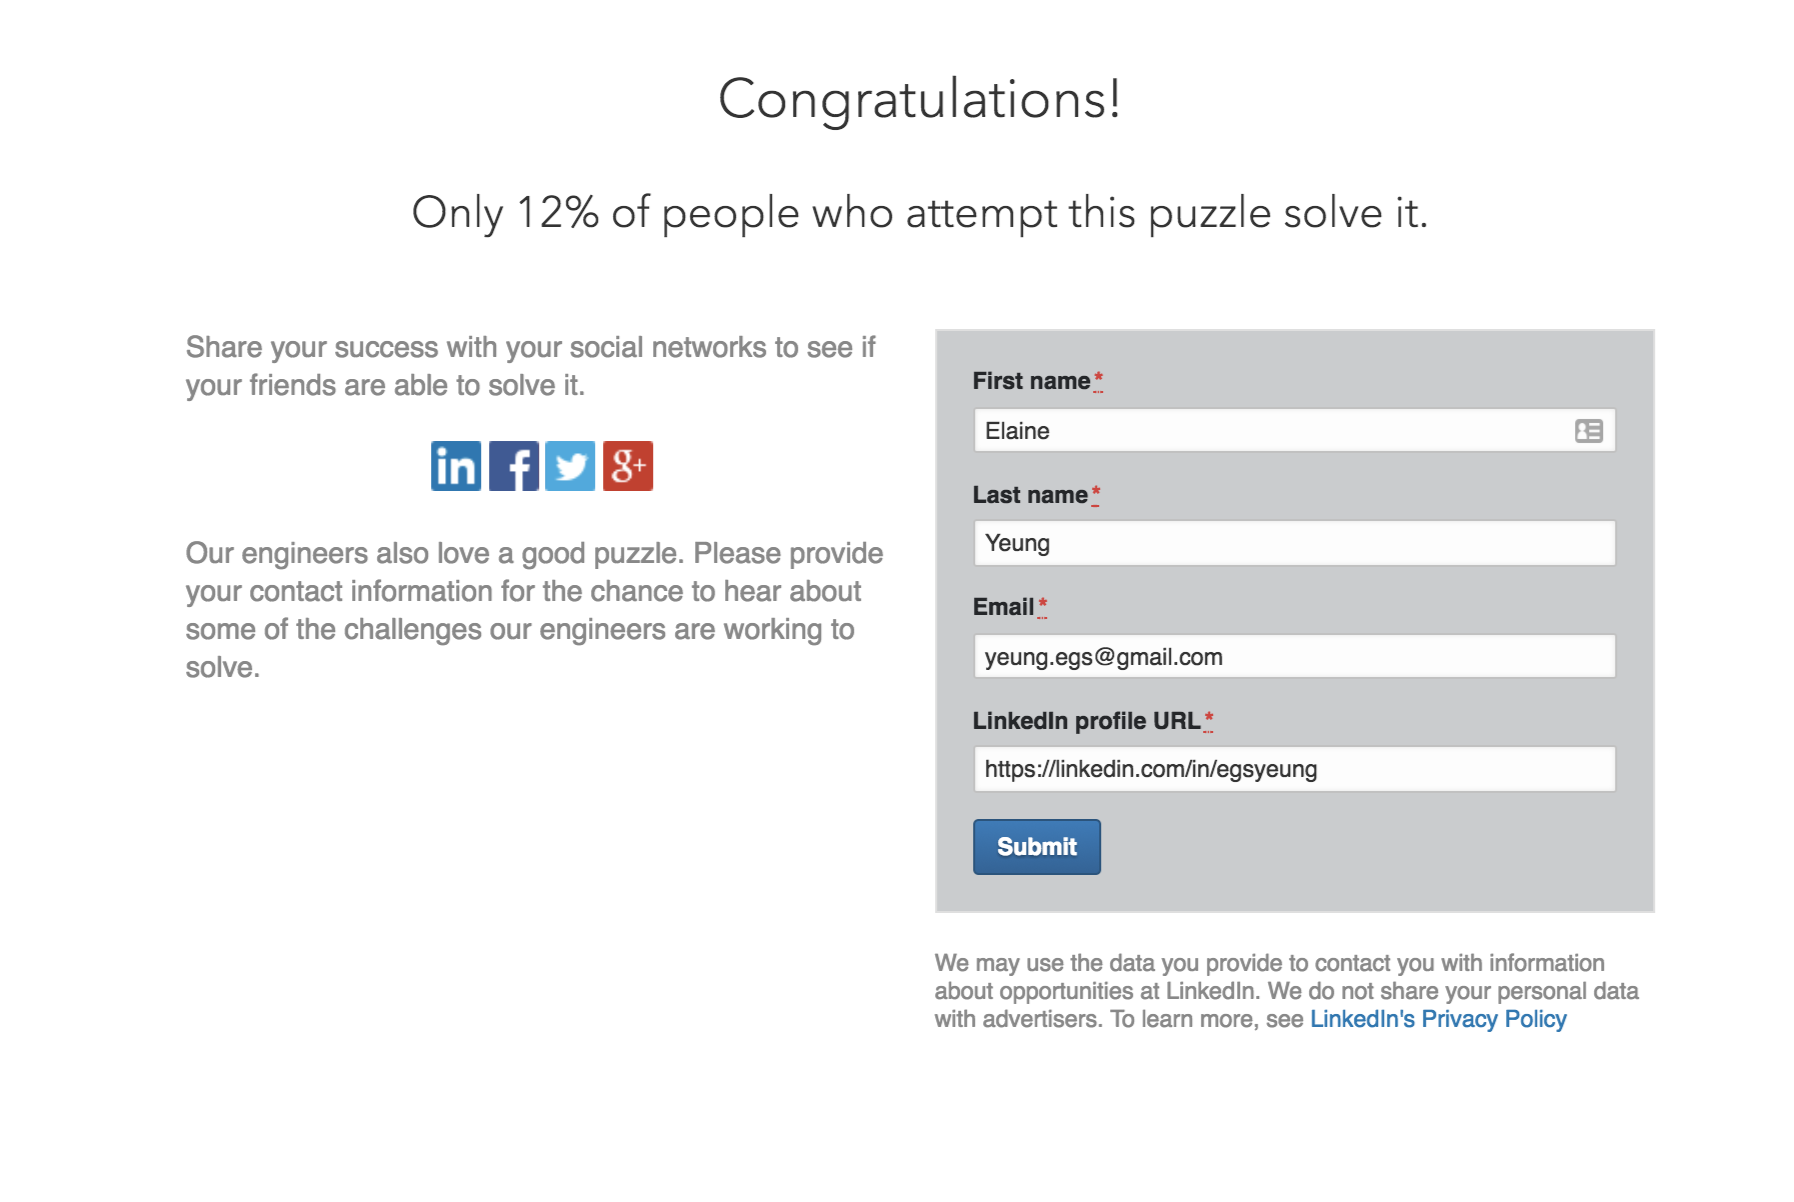 Congratulations!
Only 12% of people who attempt this puzzle solve it.
Share your success with your social networks to see if
your friends are able to solve it.
in f g+
Our engineers also love a good puzzle. Please provide
your contact information for the chance to hear about
some of the challenges our engineers are working to
solve.
First name*
Elaine
Last name*
Yeung
Email*
yeung.egs@gmail.com
LinkedIn profile URL*
https://linkedin.com/in/egsyeung
Submit
We may use the data you provide to contact you with information
about opportunities at LinkedIn. We do not share your personal data
with advertisers. To learn more, see LinkedIn's Privacy Policy